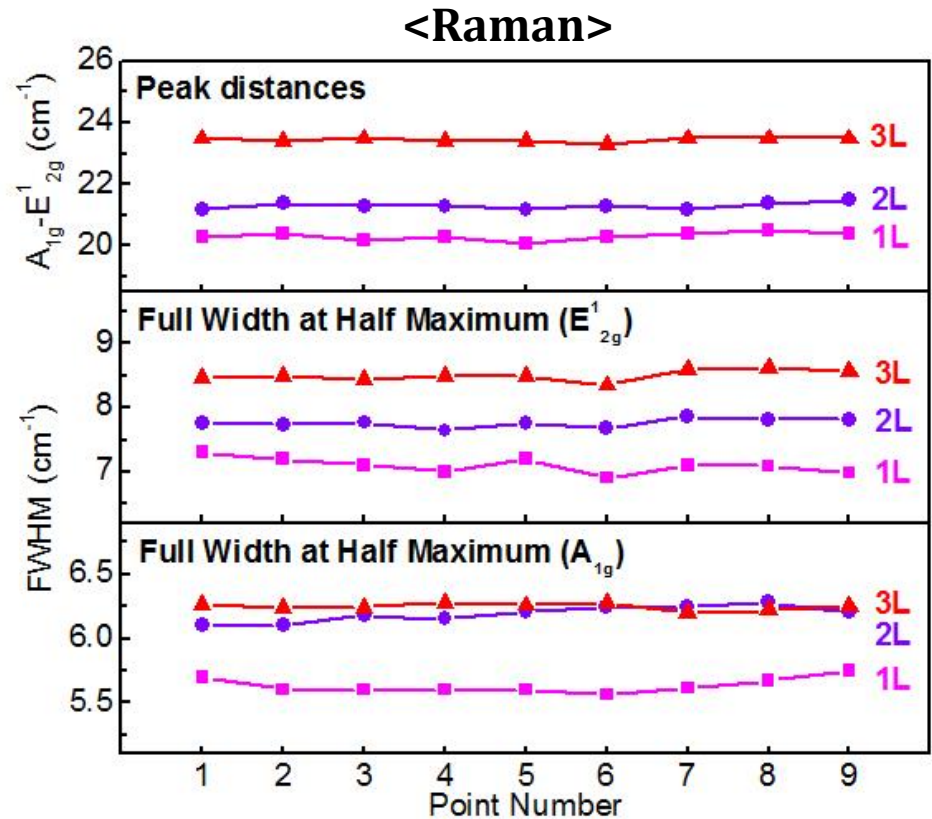 <Raman>
Peak distances
A₁g-E¹₂g (cm⁻¹)
26
24
22
20
3L
2L
1L
Full Width at Half Maximum (E¹₂g)
FWHM (cm⁻¹)
9
8
7
3L
2L
1L
Full Width at Half Maximum (A₁g)
6.5
6.0
5.5
3L
2L
1L
1 2 3 4 5 6 7 8 9
Point Number